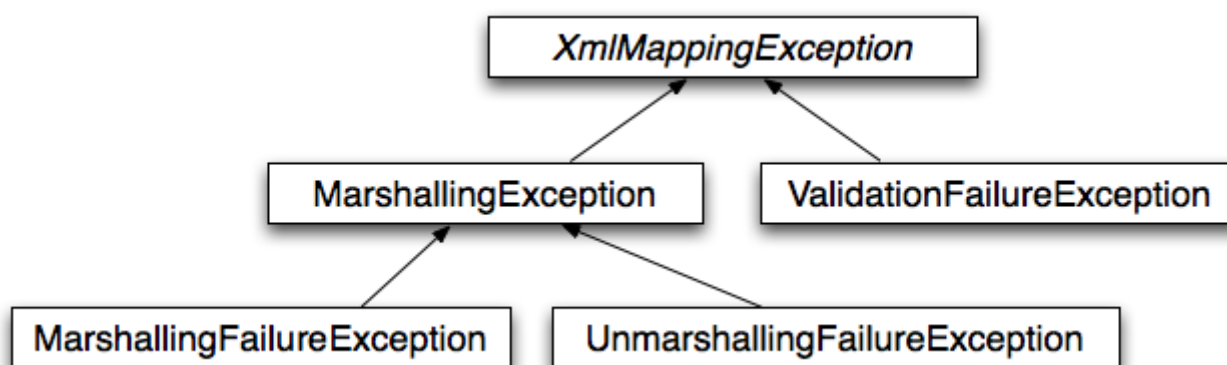 XmlMappingException
MarshallingException
ValidationFailureException
MarshallingFailureException
UnmarshallingFailureException